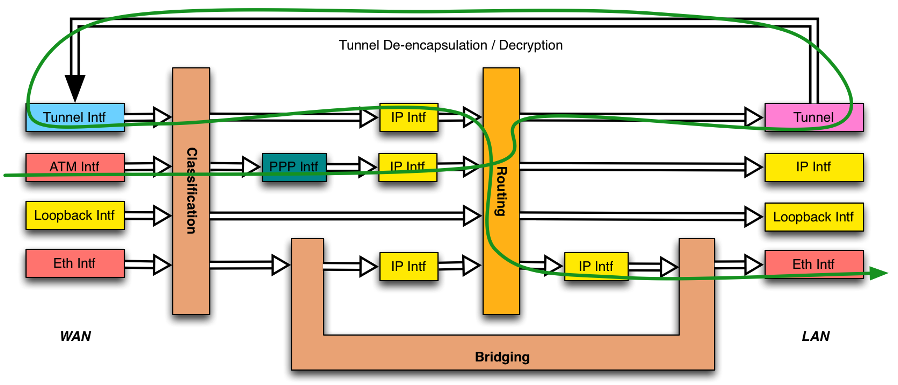 Tunnel De-encapsulation / Decryption
Tunnel Intf
IP Intf
Tunnel
ATM Intf
PPP Intf
IP Intf
IP Intf
Classification
Routing
Loopback Intf
Loopback Intf
Eth Intf
IP Intf
IP Intf
Eth Intf
WAN
LAN
Bridging